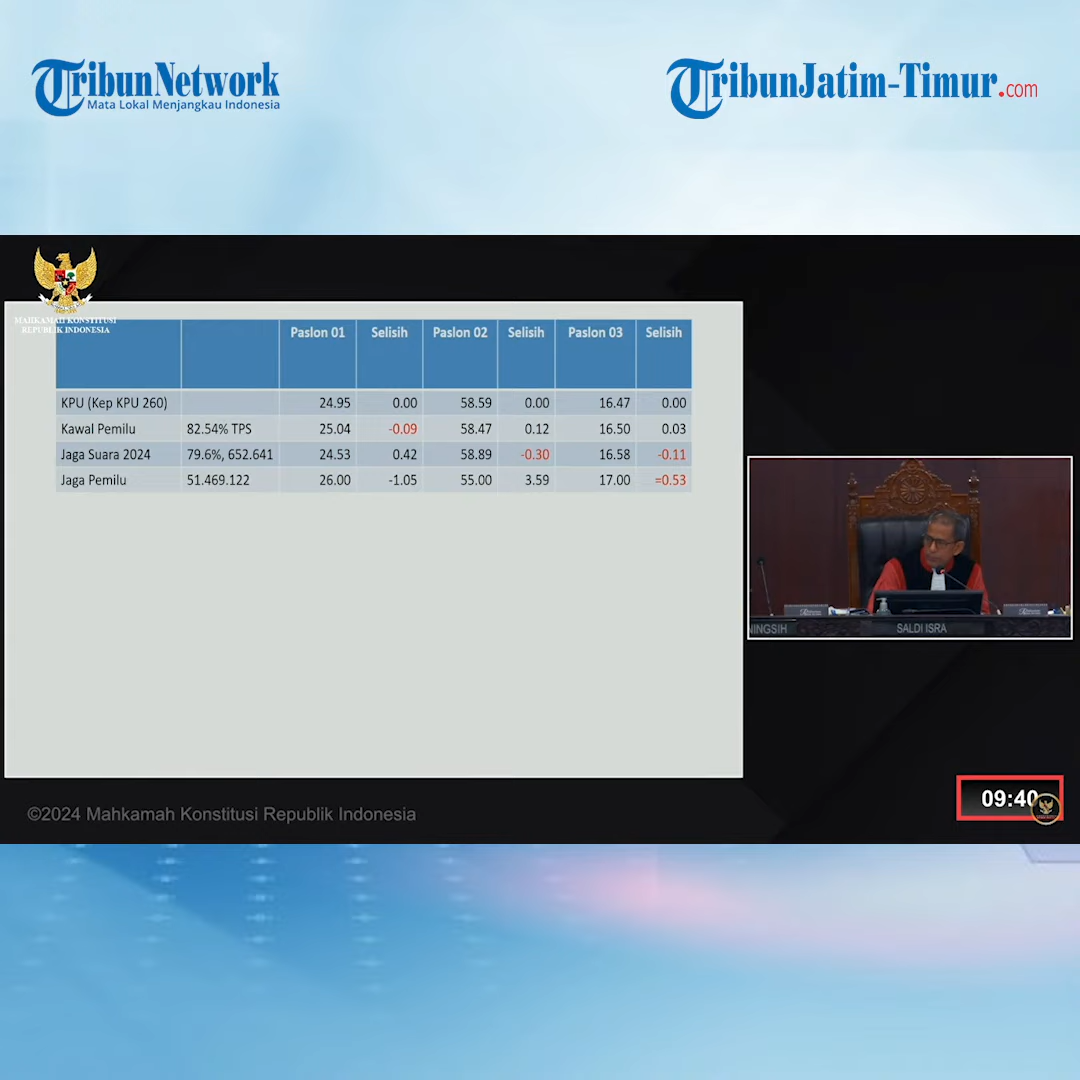 TribunNetwork
Mata Lokal Menjangkau Indonesia
TribunJatim-Timur.com
MAHKAMAH KONSTITUSI
REPUBLIK INDONESIA
Paslon 01 Selisih Paslon 02 Selisih Paslon 03 Selisih
KPU (Kep KPU 260) 24.95 0.00 58.59 0.00 16.47 0.00
Kawal Pemilu 82.54% TPS 25.04 -0.09 58.47 0.12 16.50 0.03
Jaga Suara 2024 79.6%, 652.641 24.53 0.42 58.89 -0.30 16.58 -0.11
Jaga Pemilu 51.469.122 26.00 -1.05 55.00 3.59 17.00 =0.53
NINGSIH
SALDI ISRA
09:40
©2024 Mahkamah Konstitusi Republik Indonesia